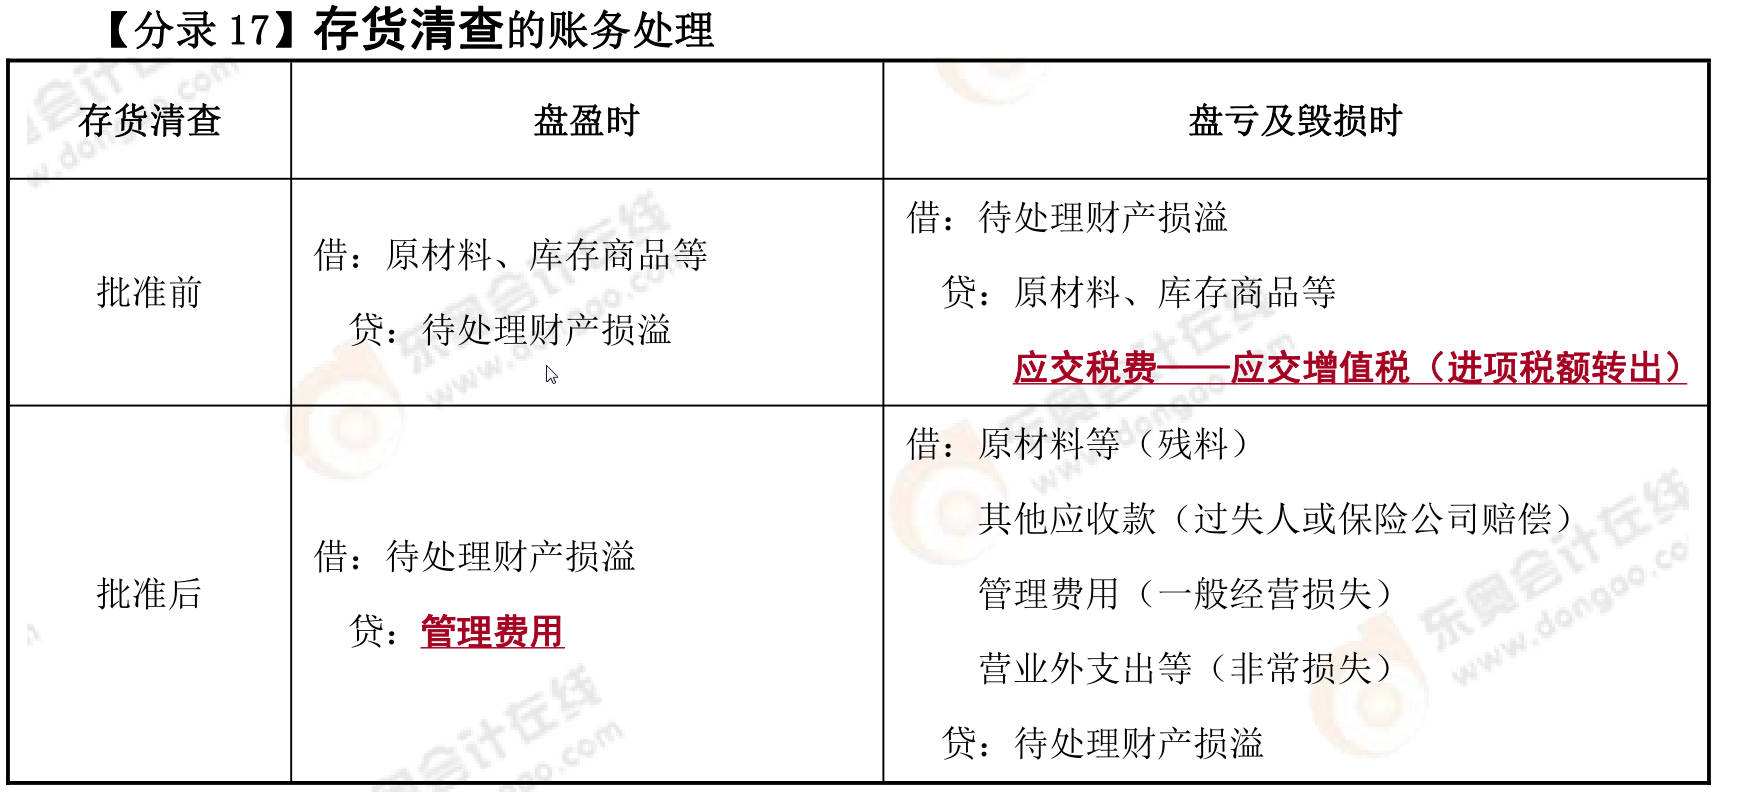 【分录 17】存货清查的账务处理
存货清查
盘盈时
盘亏及毁损时
批准前
借：原材料、库存商品等
贷：待处理财产损溢
借：待处理财产损溢
贷：原材料、库存商品等
应交税费——应交增值税（进项税额转出）
批准后
借：待处理财产损溢
贷：管理费用
借：原材料等（残料）
其他应收款（过失人或保险公司赔偿）
管理费用（一般经营损失）
营业外支出等（非常损失）
贷：待处理财产损溢
东奥会计在线
www.dongao.com